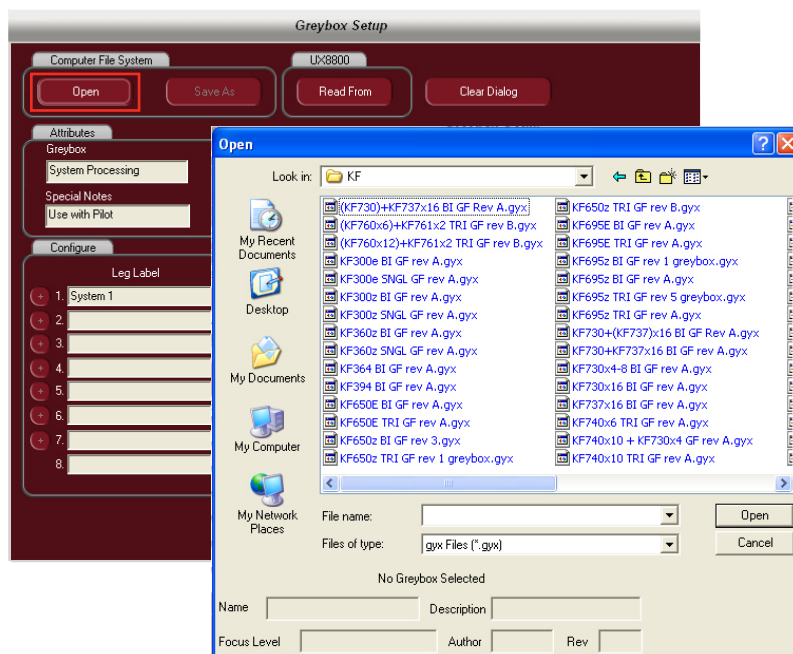 Greybox Setup
Computer File System
UX8800
Open
Save As
Read From
Clear Dialog
Attributes
Greybox
System Processing
Special Notes
Use with Pilot
Configure
Leg Label
1. System 1
2.
3.
4.
5.
6.
7.
8.
Open
Look in:
KF
My Recent
Documents
Desktop
My Documents
My Computer
My Network
Places
(KF730)+KF737x16 BI GF Rev A.gyx
(KF760x6)+KF761x2 TRI GF rev B.gyx
(KF760x12)+KF761x2 TRI GF rev B.gyx
KF300e BI GF rev A.gyx
KF300e SNGL GF rev A.gyx
KF300z BI GF rev A.gyx
KF300z SNGL GF rev A.gyx
KF360z BI GF rev A.gyx
KF360z SNGL GF rev A.gyx
KF364 BI GF rev A.gyx
KF394 BI GF rev A.gyx
KF650E BI GF rev A.gyx
KF650E TRI GF rev A.gyx
KF650z BI GF rev 3.gyx
KF650z TRI GF rev 1 greybox.gyx
KF650z TRI GF rev B.gyx
KF695E BI GF rev A.gyx
KF695E TRI GF rev A.gyx
KF695z BI GF rev 1 greybox.gyx
KF695z BI GF rev A.gyx
KF695z TRI GF rev 5 greybox.gyx
KF695z TRI GF rev A.gyx
KF730+(KF737)x16 BI GF Rev A.gyx
KF730+KF737x16 BI GF Rev A.gyx
KF730x4-8 BI GF rev A.gyx
KF730x16 BI GF rev A.gyx
KF737x16 BI GF rev A.gyx
KF740x6 TRI GF rev A.gyx
KF740x10 + KF730x4 GF rev A.gyx
KF740x10 TRI GF rev A.gyx
File name:
Open
Files of type:
gyx Files (*.gyx)
Cancel
No Greybox Selected
Name
Description
Focus Level
Author
Rev